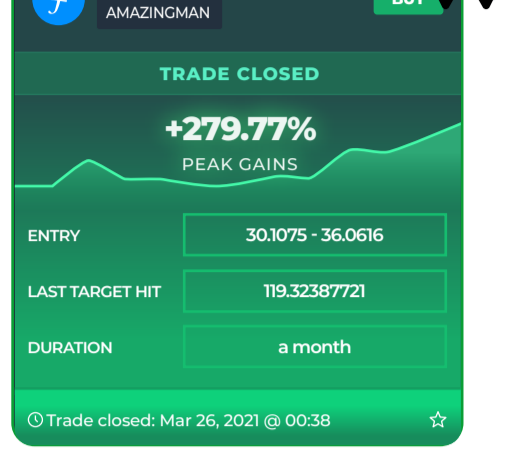 AMAZINGMAN
BUY
TRADE CLOSED
+279.77%
PEAK GAINS
ENTRY 30.1075 - 36.0616
LAST TARGET HIT 119.32387721
DURATION a month
Trade closed: Mar 26, 2021 @ 00:38